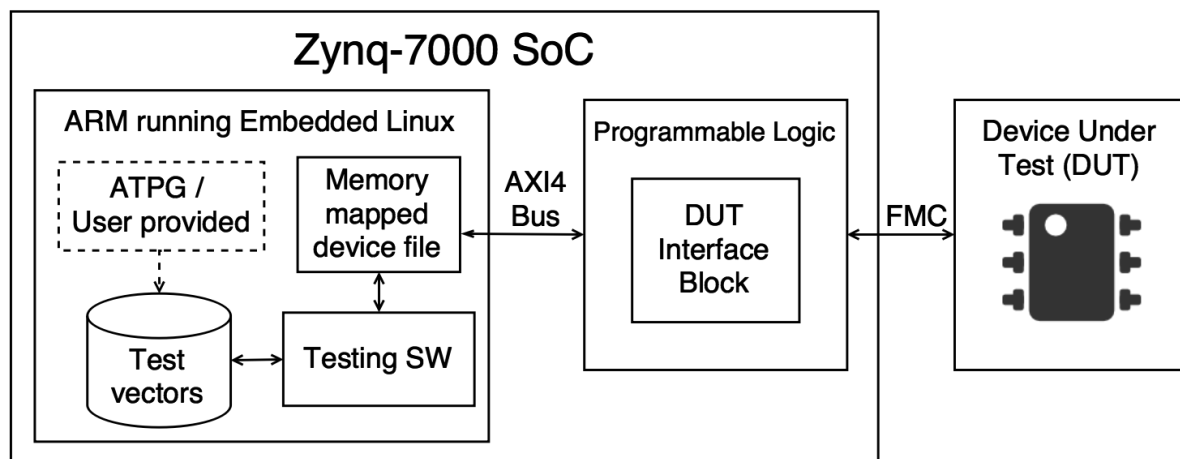 Zynq-7000 SoC
ARM running Embedded Linux
ATPG /
User provided
Memory
mapped
device file
Test
vectors
Testing SW
AXI4
Bus
Programmable Logic
DUT
Interface
Block
FMC
Device Under
Test (DUT)